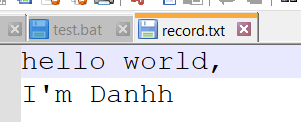 test.bat record.txt
hello world,
I'm Danhh